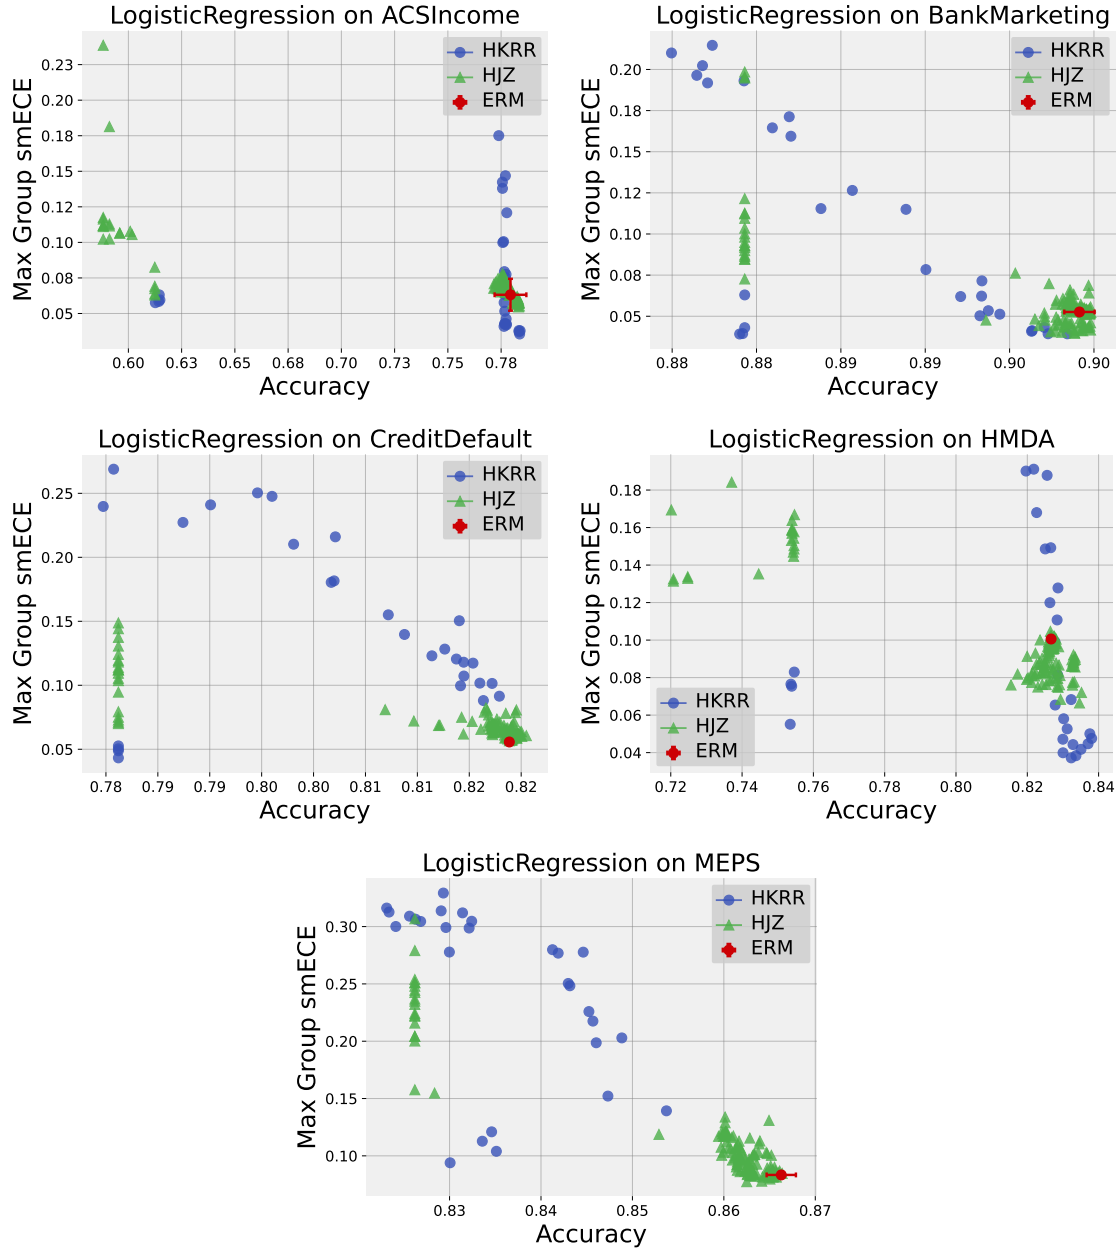 LogisticRegression on ACSIncome
Max Group smECE
0.23
0.20
0.18
0.15
0.12
0.10
0.08
0.05
HKRR
HJZ
ERM
0.60 0.63 0.65 0.68 0.70 0.73 0.75 0.78
Accuracy
LogisticRegression on BankMarketing
Max Group smECE
0.20
0.18
0.15
0.12
0.10
0.08
0.05
HKRR
HJZ
ERM
0.88 0.88 0.89 0.89 0.90 0.90
Accuracy
LogisticRegression on CreditDefault
Max Group smECE
0.25
0.20
0.15
0.10
0.05
HKRR
HJZ
ERM
0.78 0.79 0.79 0.80 0.80 0.81 0.81 0.82 0.82
Accuracy
LogisticRegression on HMDA
Max Group smECE
0.18
0.16
0.14
0.12
0.10
0.08
0.06
0.04
HKRR
HJZ
ERM
0.72 0.74 0.76 0.78 0.80 0.82 0.84
Accuracy
LogisticRegression on MEPS
Max Group smECE
0.30
0.25
0.20
0.15
0.10
HKRR
HJZ
ERM
0.83 0.84 0.85 0.86 0.87
Accuracy